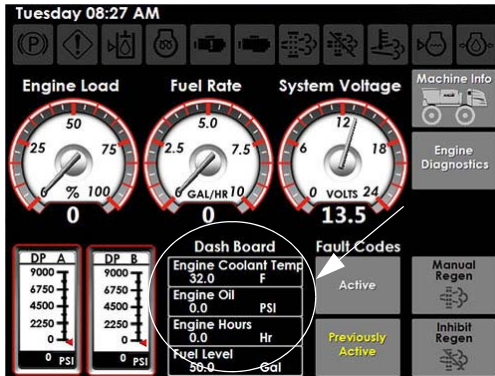 Tuesday 08:27 AM
(P)
Engine Load
Fuel Rate
System Voltage
Machine Info
50
25
75
0
%
100
0
5.0
2.5
7.5
0
GAL/HR
10
0
12
6
18
0
VOLTS
24
13.5
Engine
Diagnostics
DP A
9000
6750
4500
2250
0
0 PSI
DP B
9000
6750
4500
2250
0
0 PSI
Dash Board
Engine Coolant Temp
32.0 F
Engine Oil
0.0 PSI
Engine Hours
0.0 Hr
Fuel Level
50.0 Gal
Fault Codes
Active
Previously
Active
Manual
Regen
Inhibit
Regen